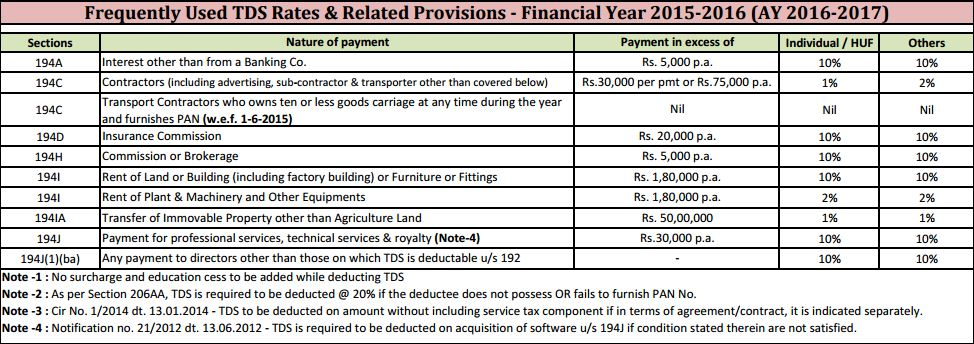 Frequently Used TDS Rates & Related Provisions - Financial Year 2015-2016 (AY 2016-2017)
Sections Nature of payment Payment in excess of Individual / HUF Others
194A Interest other than from a Banking Co. Rs. 5,000 p.a. 10% 10%
194C Contractors (including advertising, sub-contractor & transporter other than covered below) Rs.30,000 per pmt or Rs.75,000 p.a. 1% 2%
194C Transport Contractors who owns ten or less goods carriage at any time during the year
and furnishes PAN (w.e.f. 1-6-2015) Nil Nil Nil
194D Insurance Commission Rs. 20,000 p.a. 10% 10%
194H Commission or Brokerage Rs. 5,000 p.a. 10% 10%
194I Rent of Land or Building (including factory building) or Furniture or Fittings Rs. 1,80,000 p.a. 10% 10%
194I Rent of Plant & Machinery and Other Equipments Rs. 1,80,000 p.a. 2% 2%
194IA Transfer of Immovable Property other than Agriculture Land Rs. 50,00,000 1% 1%
194J Payment for professional services, technical services & royalty (Note-4) Rs.30,000 p.a. 10% 10%
194J(1)(ba) Any payment to directors other than those on which TDS is deductable u/s 192 - 10% 10%
Note -1 : No surcharge and education cess to be added while deducting TDS
Note -2 : As per Section 206AA, TDS is required to be deducted @ 20% if the deductee does not possess OR fails to furnish PAN No.
Note -3 : Cir No. 1/2014 dt. 13.01.2014 - TDS to be deducted on amount without including service tax component if in terms of agreement/contract, it is indicated separately.
Note -4 : Notification no. 21/2012 dt. 13.06.2012 - TDS is required to be deducted on acquisition of software u/s 194J if condition stated therein are not satisfied.